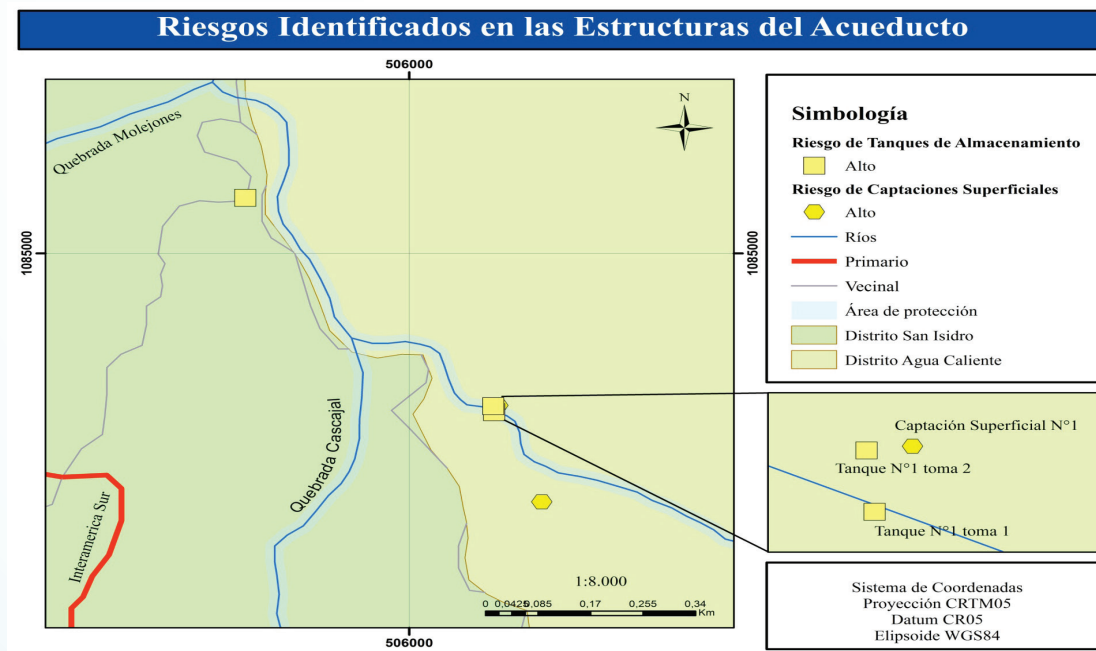 Riesgos Identificados en las Estructuras del Acueducto
506000
Quebrada Molejones
N
1085000
1085000
Quebrada Cascajal
Interamerica Sur
1:8.000
0 0,0425 0,085 0,17 0,255 0,34
Km
506000
Simbología
Riesgo de Tanques de Almacenamiento
Alto
Riesgo de Captaciones Superficiales
Alto
Ríos
Primario
Vecinal
Área de protección
Distrito San Isidro
Distrito Agua Caliente
Captación Superficial N°1
Tanque N°1 toma 2
Tanque N°1 toma 1
Sistema de Coordenadas
Proyección CRTM05
Datum CR05
Elipsoide WGS84